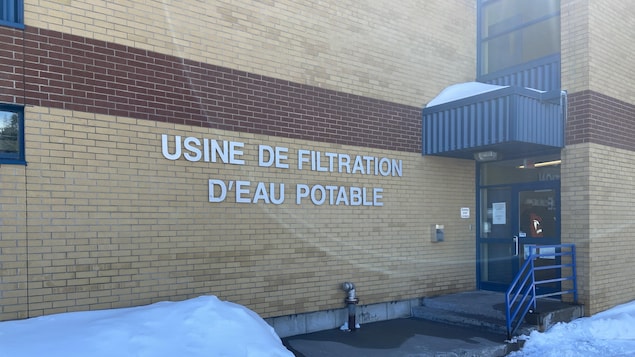 USINE DE FILTRATION
D'EAU POTABLE